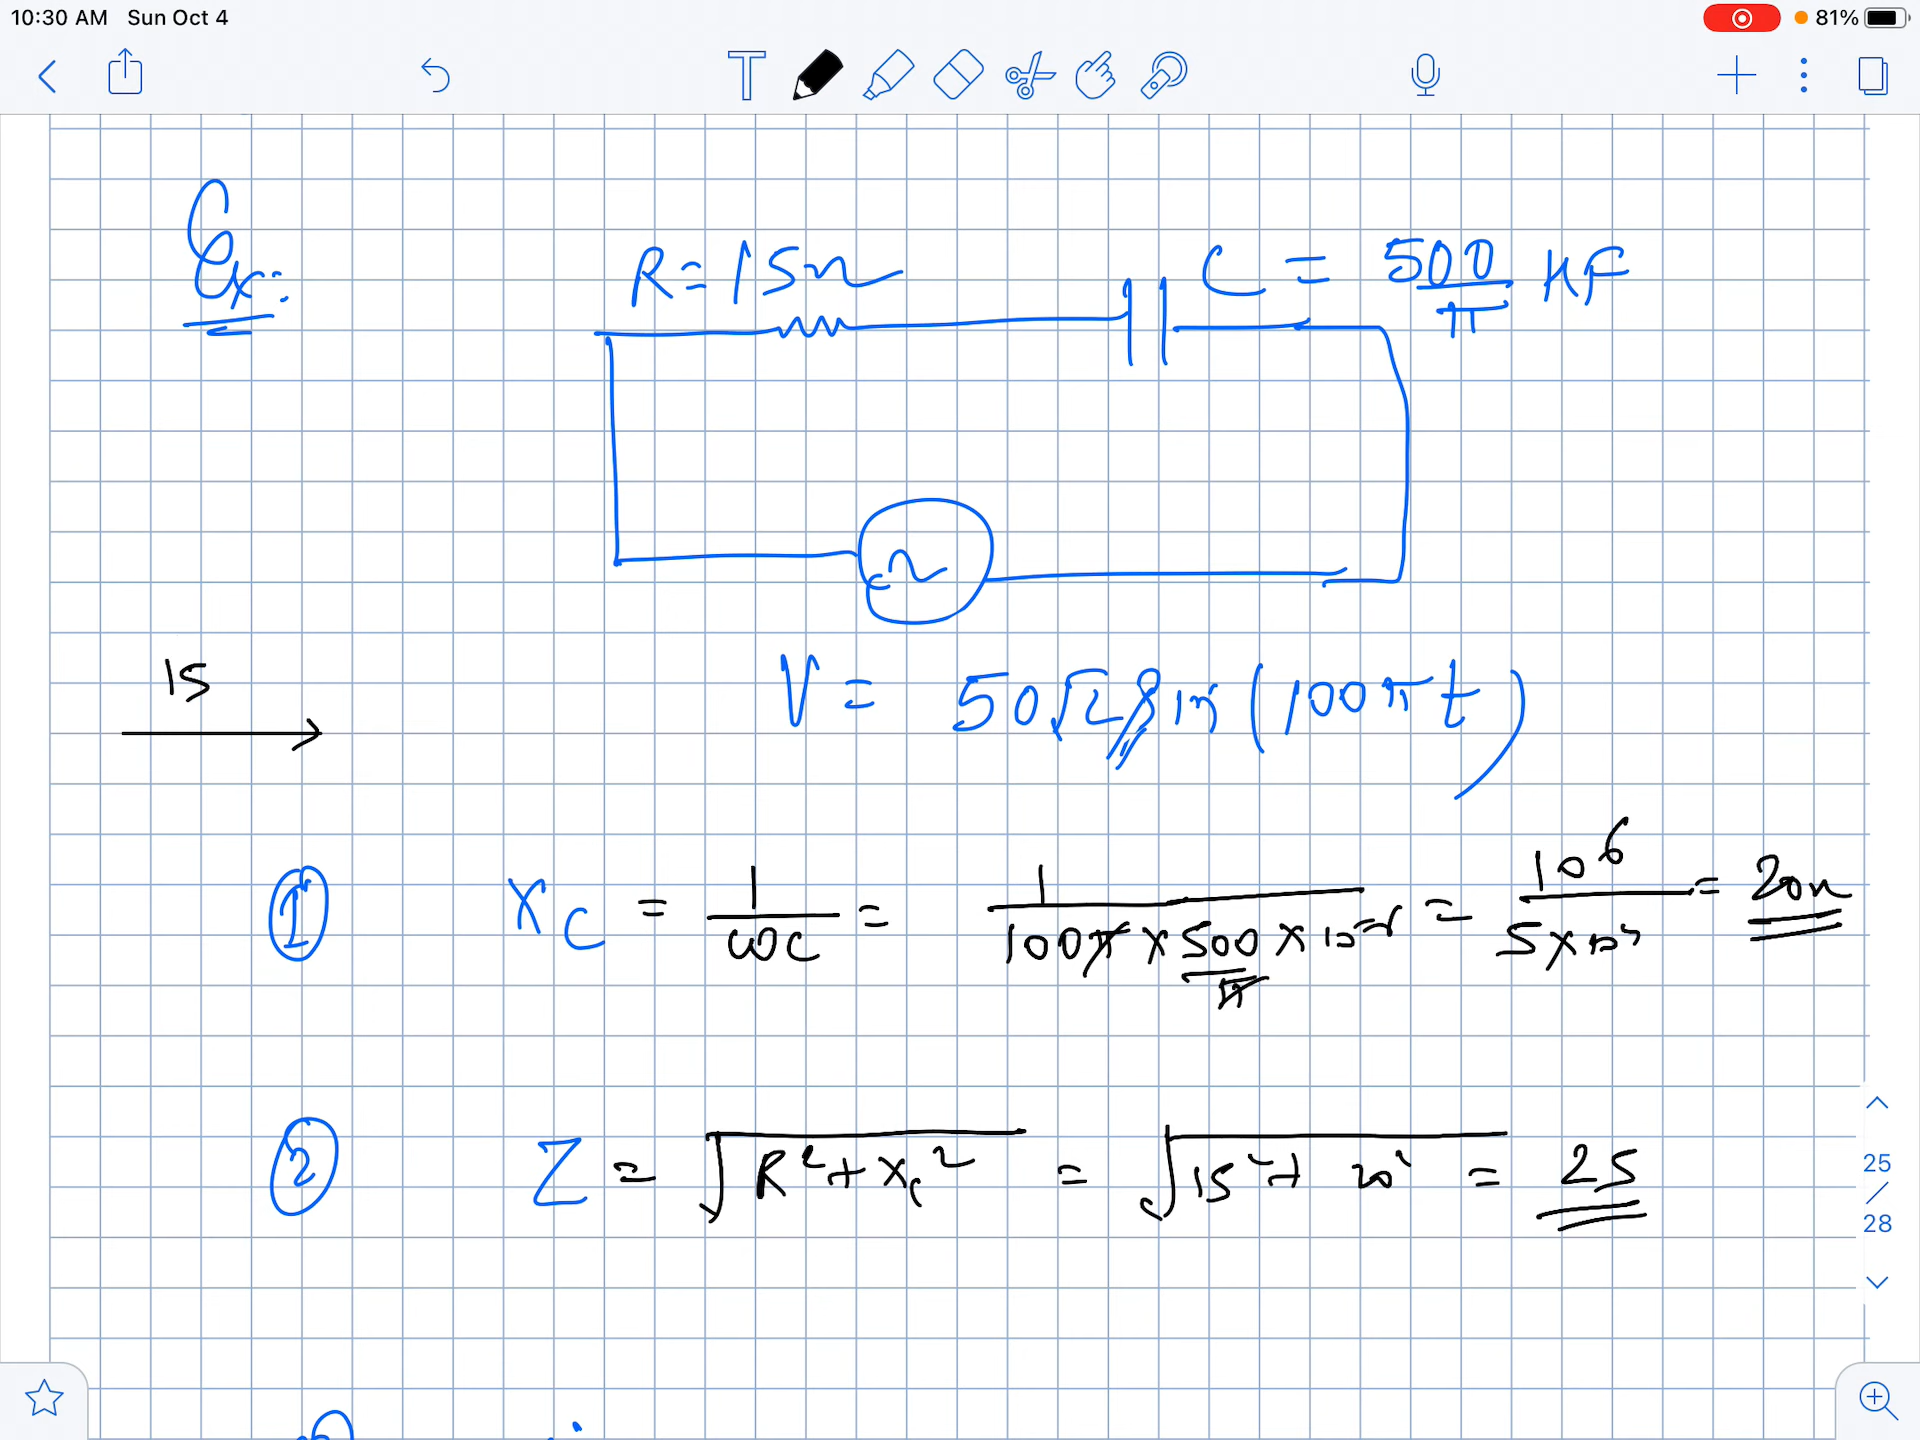 10:30 AM Sun Oct 4 81%
Ex:
R = 15Ω C = 500/π μF
15
V = 50√2 sin (100πt)
① Xc = 1/ωC = 1/(100π × 500/π × 10⁻⁶) = 10⁶/(5 × 10⁴) = 20Ω
② Z = √(R² + Xc²) = √(15² + 20²) = 25
25 / 28